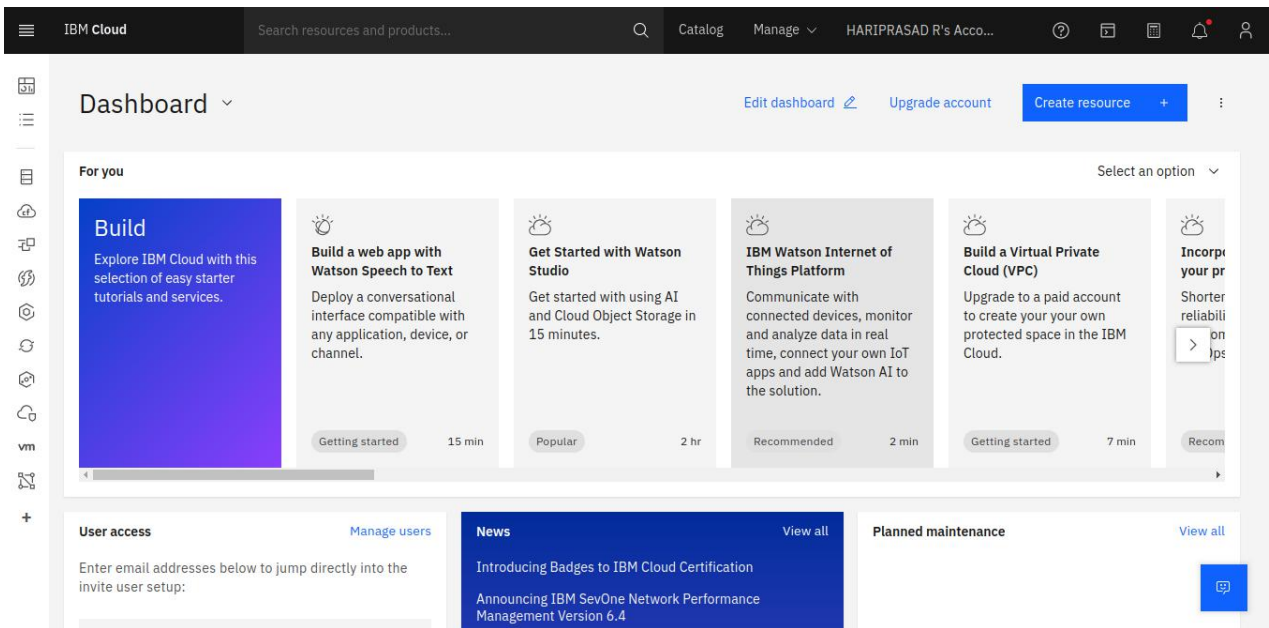 IBM Cloud
Search resources and products...
Catalog
Manage
HARIPRASAD R's Acco...
Dashboard
Edit dashboard
Upgrade account
Create resource +
For you
Select an option
Build
Explore IBM Cloud with this
selection of easy starter
tutorials and services.
Build a web app with
Watson Speech to Text
Deploy a conversational
interface compatible with
any application, device, or
channel.
Getting started
15 min
Get Started with Watson
Studio
Get started with using AI
and Cloud Object Storage in
15 minutes.
Popular
2 hr
IBM Watson Internet of
Things Platform
Communicate with
connected devices, monitor
and analyze data in real
time, connect your own IoT
apps and add Watson AI to
the solution.
Recommended
2 min
Build a Virtual Private
Cloud (VPC)
Upgrade to a paid account
to create your your own
protected space in the IBM
Cloud.
Getting started
7 min
Incorp
your pr
Shorter
reliabili
Recom
vm
+
User access
Manage users
Enter email addresses below to jump directly into the
invite user setup:
News
View all
Introducing Badges to IBM Cloud Certification
Announcing IBM SevOne Network Performance
Management Version 6.4
Planned maintenance
View all